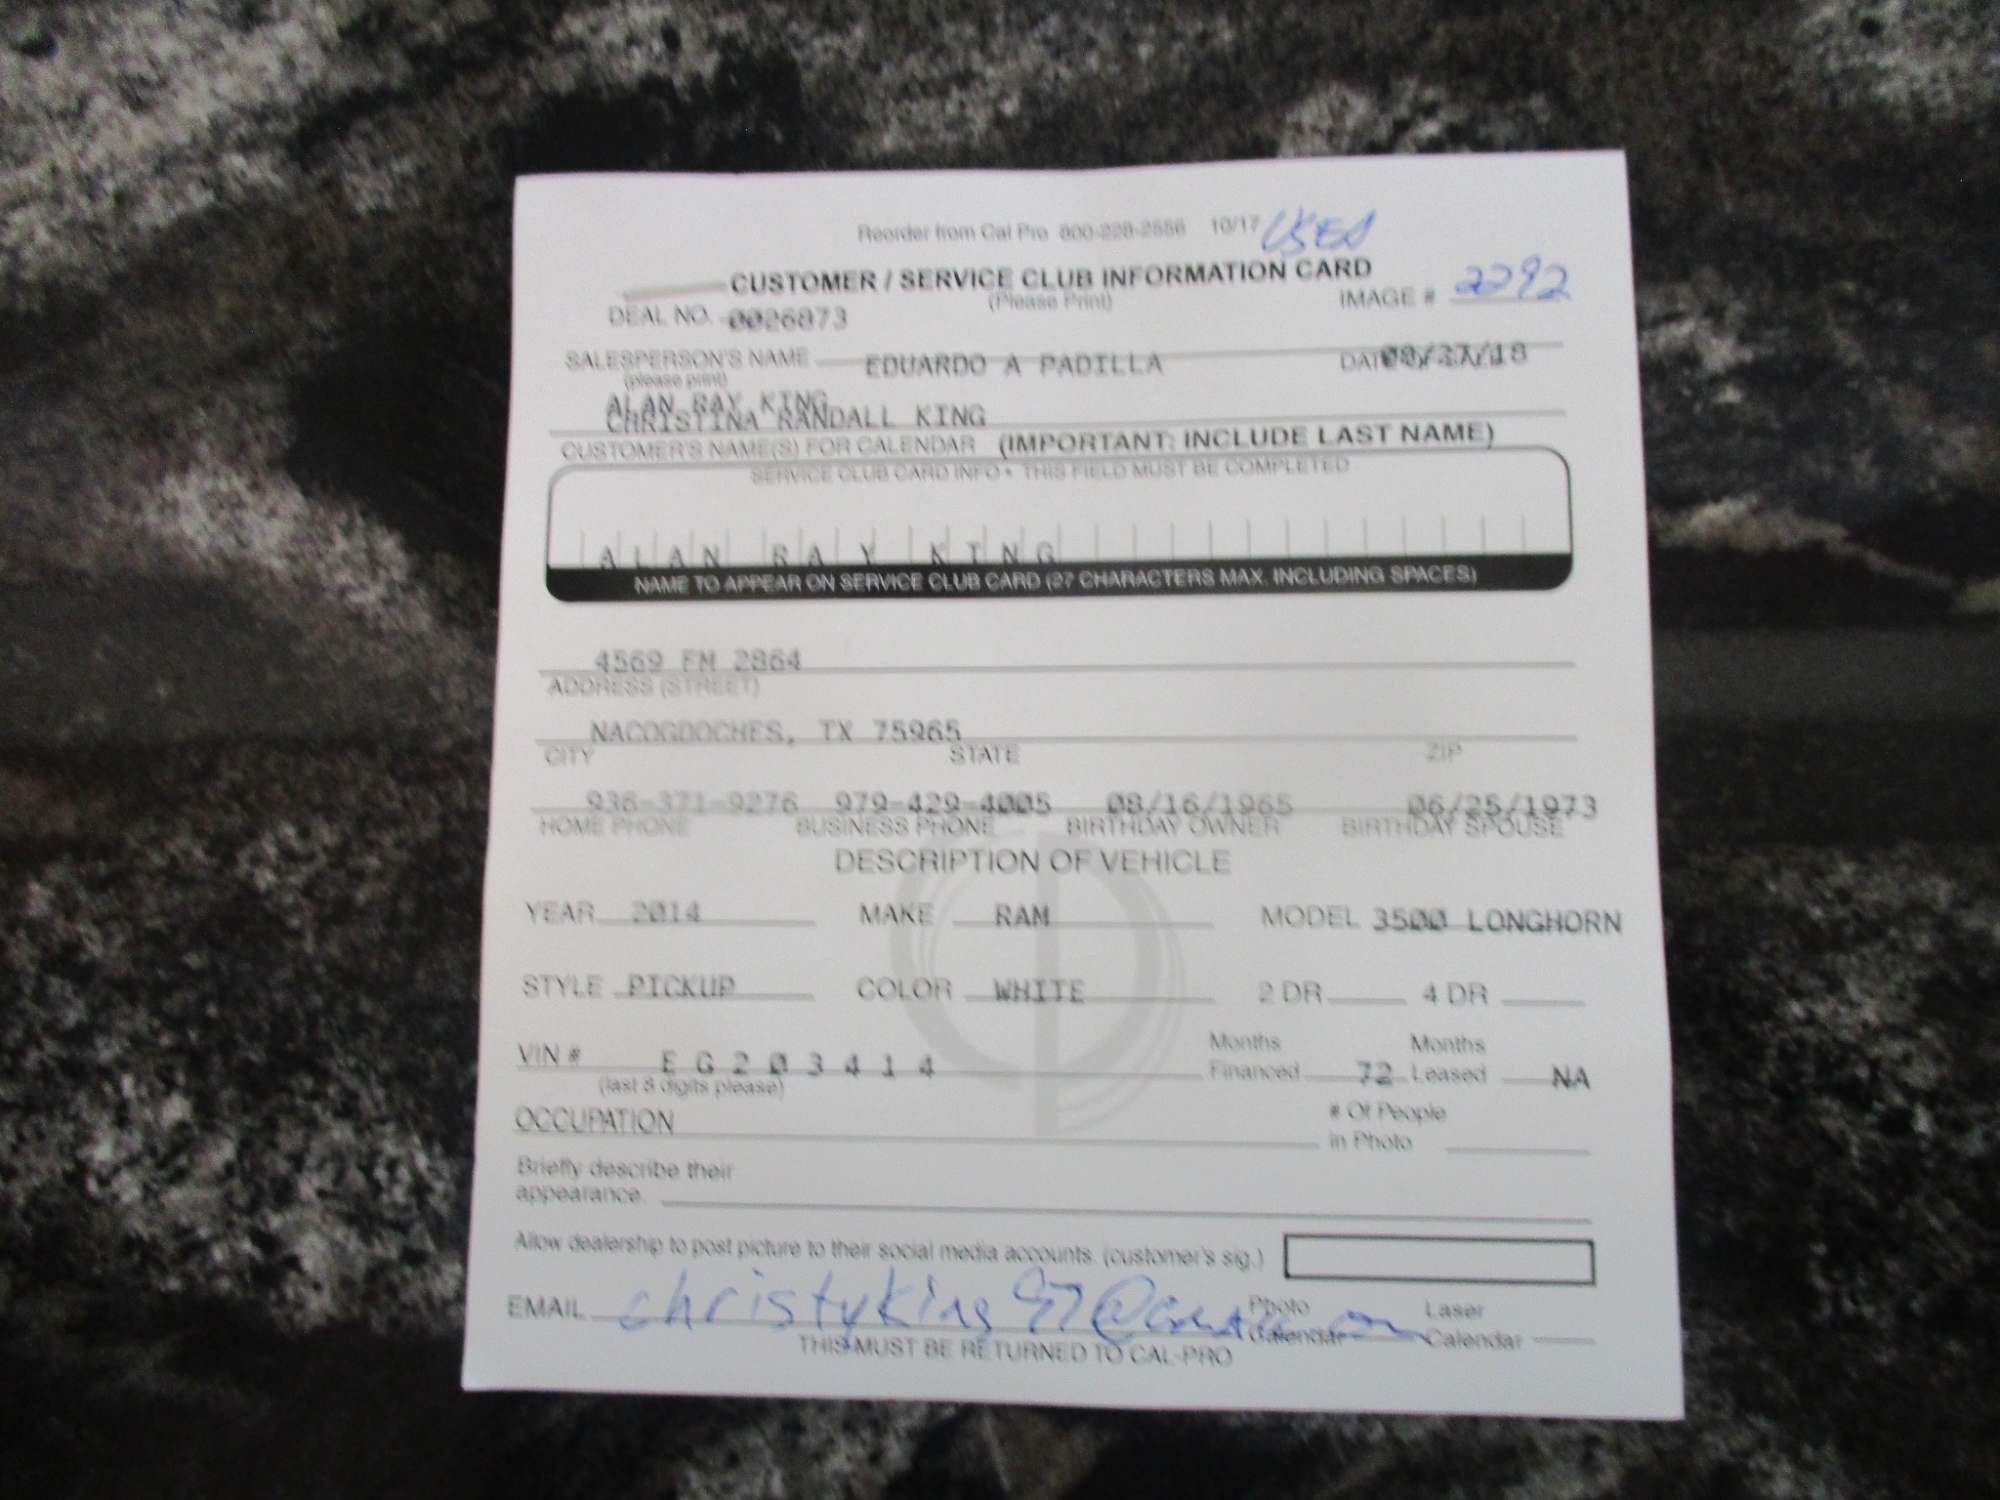 Reorder from Cal Pro 800-228-2556 10/17 USED
CUSTOMER / SERVICE CLUB INFORMATION CARD
(Please Print)
IMAGE # 2292
DEAL NO. 0026873
SALESPERSON'S NAME EDUARDO A PADILLA
(please print)
ALAN RAY KING
CHRISTINA RANDALL KING
CUSTOMER'S NAME(S) FOR CALENDAR (IMPORTANT: INCLUDE LAST NAME)
SERVICE CLUB CARD INFO • THIS FIELD MUST BE COMPLETED
ALAN RAY KING
NAME TO APPEAR ON SERVICE CLUB CARD (27 CHARACTERS MAX. INCLUDING SPACES)
4569 FM 2864
ADDRESS (STREET)
NACOGDOCHES, TX 75965
CITY STATE ZIP
936-371-9276 979-429-4005 08/16/1965 06/25/1973
HOME PHONE BUSINESS PHONE BIRTHDAY OWNER BIRTHDAY SPOUSE
DESCRIPTION OF VEHICLE
YEAR 2014 MAKE RAM MODEL 3500 LONGHORN
STYLE PICKUP COLOR WHITE 2 DR 4 DR
VIN # EG203414 Months Financed 72 Months Leased NA
(last 8 digits please)
OCCUPATION # Of People in Photo
Briefly describe their
appearance.
Allow dealership to post picture to their social media accounts. (customer's sig.)
EMAIL Photo Calendar Laser Calendar
THIS MUST BE RETURNED TO CAL-PRO